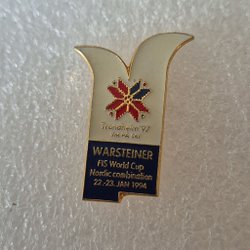 Trondheim '97
WARSTEINER
FIS World Cup
Nordic combination
22.-23. JAN 1994